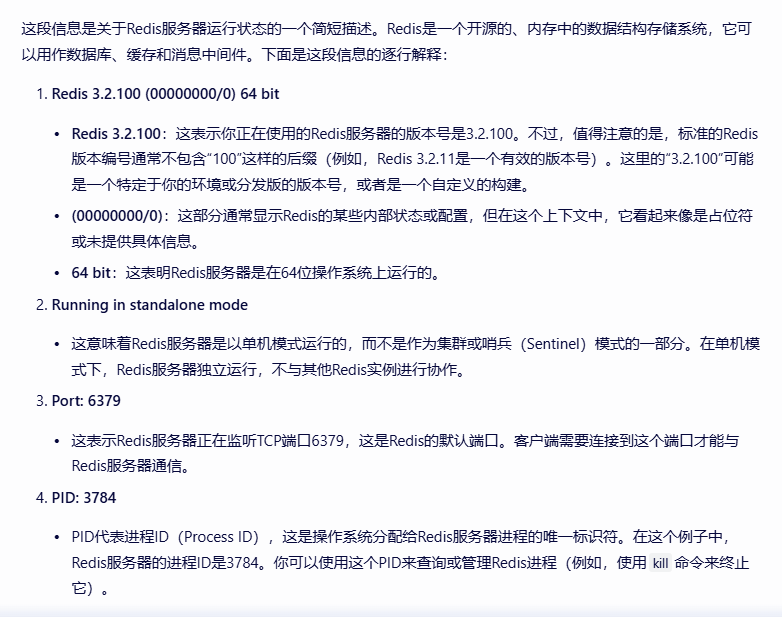 这段信息是关于Redis服务器运行状态的一个简短描述。Redis是一个开源的、内存中的数据结构存储系统，它可
以用作数据库、缓存和消息中间件。下面是这段信息的逐行解释：
1. Redis 3.2.100 (00000000/0) 64 bit
• Redis 3.2.100：这表示你正在使用的Redis服务器的版本号是3.2.100。不过，值得注意的是，标准的Redis
版本编号通常不包含“100”这样的后缀（例如，Redis 3.2.11是一个有效的版本号）。这里的“3.2.100”可能
是一个特定于你的环境或分发版的版本号，或者是一个自定义的构建。
• (00000000/0)：这部分通常显示Redis的某些内部状态或配置，但在这个上下文中，它看起来像是占位符
或未提供具体信息。
• 64 bit：这表明Redis服务器是在64位操作系统上运行的。
2. Running in standalone mode
• 这意味着Redis服务器是以单机模式运行的，而不是作为集群或哨兵（Sentinel）模式的一部分。在单机模
式下，Redis服务器独立运行，不与其他Redis实例进行协作。
3. Port: 6379
• 这表示Redis服务器正在监听TCP端口6379，这是Redis的默认端口。客户端需要连接到这个端口才能与
Redis服务器通信。
4. PID: 3784
• PID代表进程ID（Process ID），这是操作系统分配给Redis服务器进程的唯一标识符。在这个例子中，
Redis服务器的进程ID是3784。你可以使用这个PID来查询或管理Redis进程（例如，使用 kill 命令来终止
它）。